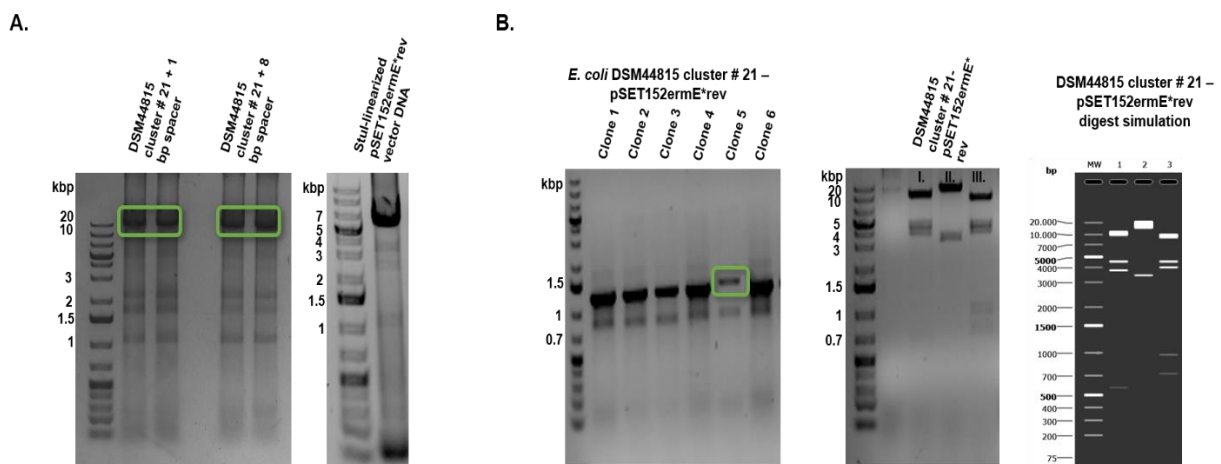 A.
DSM44815
cluster # 21 + 1
bp spacer
DSM44815
cluster # 21 + 8
bp spacer
kbp
20
10
3
2
1.5
1
StuI-linearized
pSET152ermE*rev
vector DNA
kbp
7
5
4
3
2
1.5
1
B.
E. coli DSM44815 cluster # 21 –
pSET152ermE*rev
Clone 1
Clone 2
Clone 3
Clone 4
Clone 5
Clone 6
kbp
1.5
1
0.7
DSM44815
cluster # 21-
pSET152ermE*
rev
kbp
20
10
5
4
3
1.5
1
0.7
I.
II.
III.
DSM44815 cluster # 21 –
pSET152ermE*rev
digest simulation
bp
MW 1 2 3
20.000
10.000
7000
5000
4000
3000
2000
1500
1000
700
500
400
300
200
75